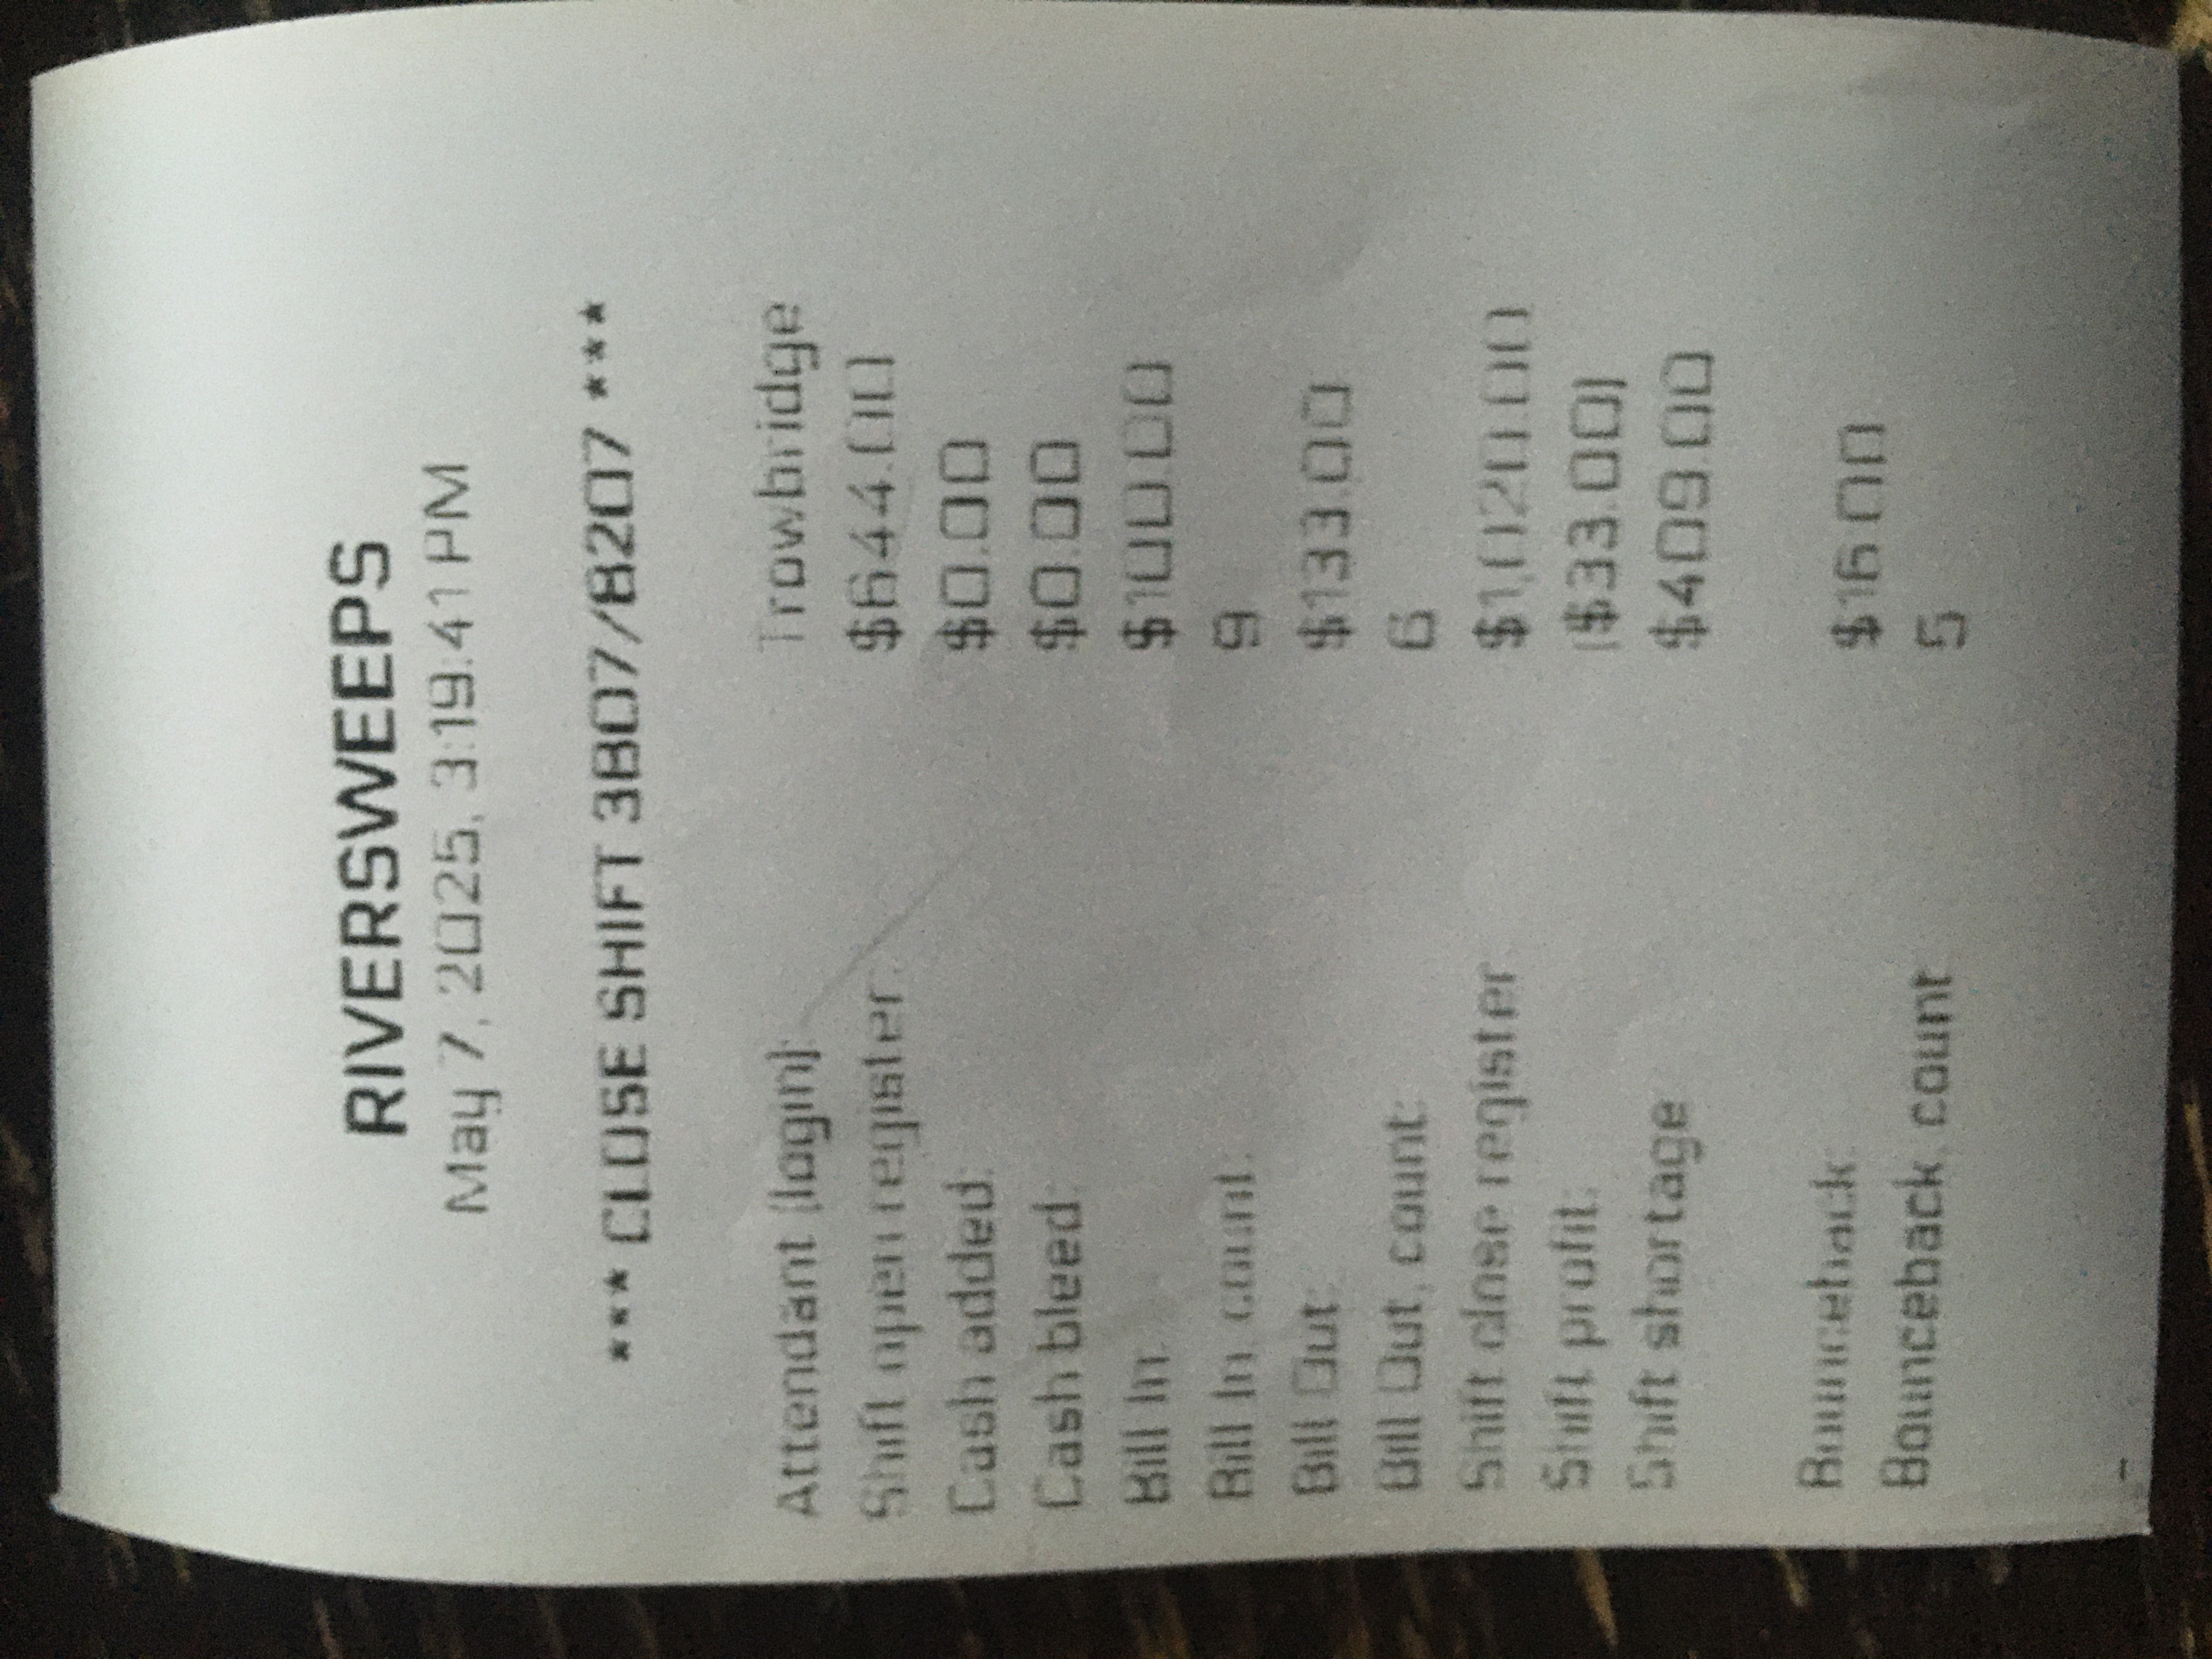 RIVERSWEEPS
May 7, 2025, 3:19:41 PM
*** CLOSE SHIFT 3807/8207 ***
Attendant (login): Trowbridge
Shift open register: $644.00
Cash added: $0.00
Cash bleed: $0.00
Bill In: $100.00
Bill In, count: 9
Bill Out: $133.00
Bill Out, count: 6
Shift close register $1,020.00
Shift profit: ($33.00)
Shift shortage $409.00
Bounceback: $16.00
Bounceback, count 5